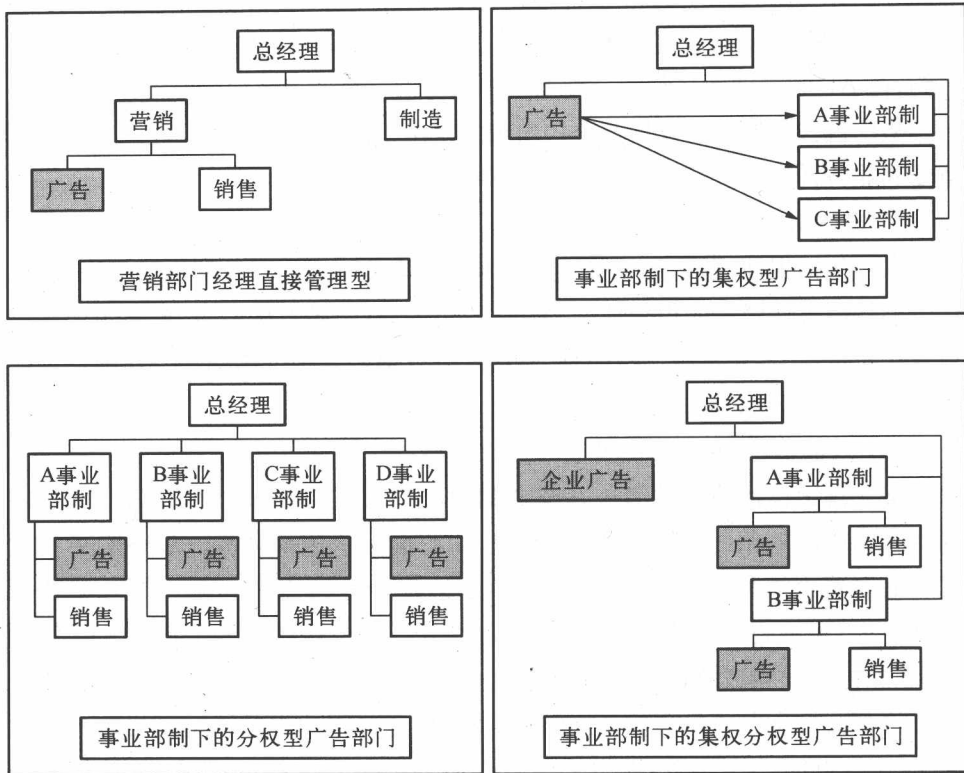 总经理
营销
制造
广告
销售
营销部门经理直接管理型
总经理
广告
A事业部制
B事业部制
C事业部制
事业部制下的集权型广告部门
总经理
A事业
部制
B事业
部制
C事业
部制
D事业
部制
广告
广告
广告
广告
销售
销售
销售
销售
事业部制下的分权型广告部门
总经理
企业广告
A事业部制
广告
销售
B事业部制
广告
销售
事业部制下的集权分权型广告部门